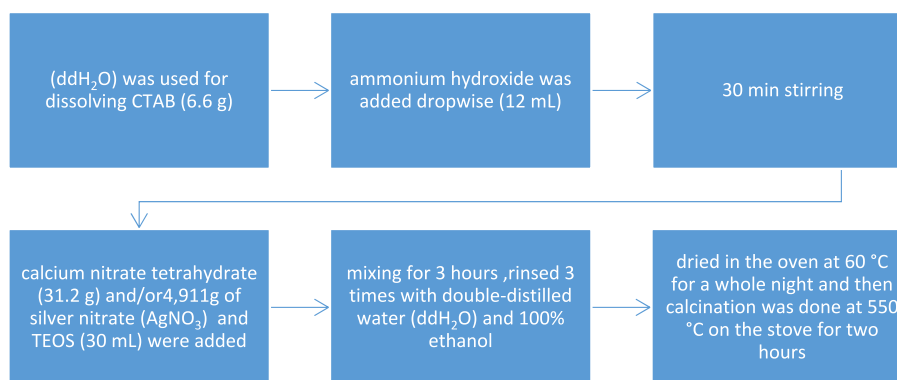 (ddH₂O) was used for
dissolving CTAB (6.6 g)
ammonium hydroxide was
added dropwise (12 mL)
30 min stirring
calcium nitrate tetrahydrate
(31.2 g) and/or4,911g of
silver nitrate (AgNO₃) and
TEOS (30 mL) were added
mixing for 3 hours ,rinsed 3
times with double-distilled
water (ddH₂O) and 100%
ethanol
dried in the oven at 60 °C
for a whole night and then
calcination was done at 550
°C on the stove for two
hours